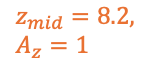 z_mid = 8.2,
A_z = 1